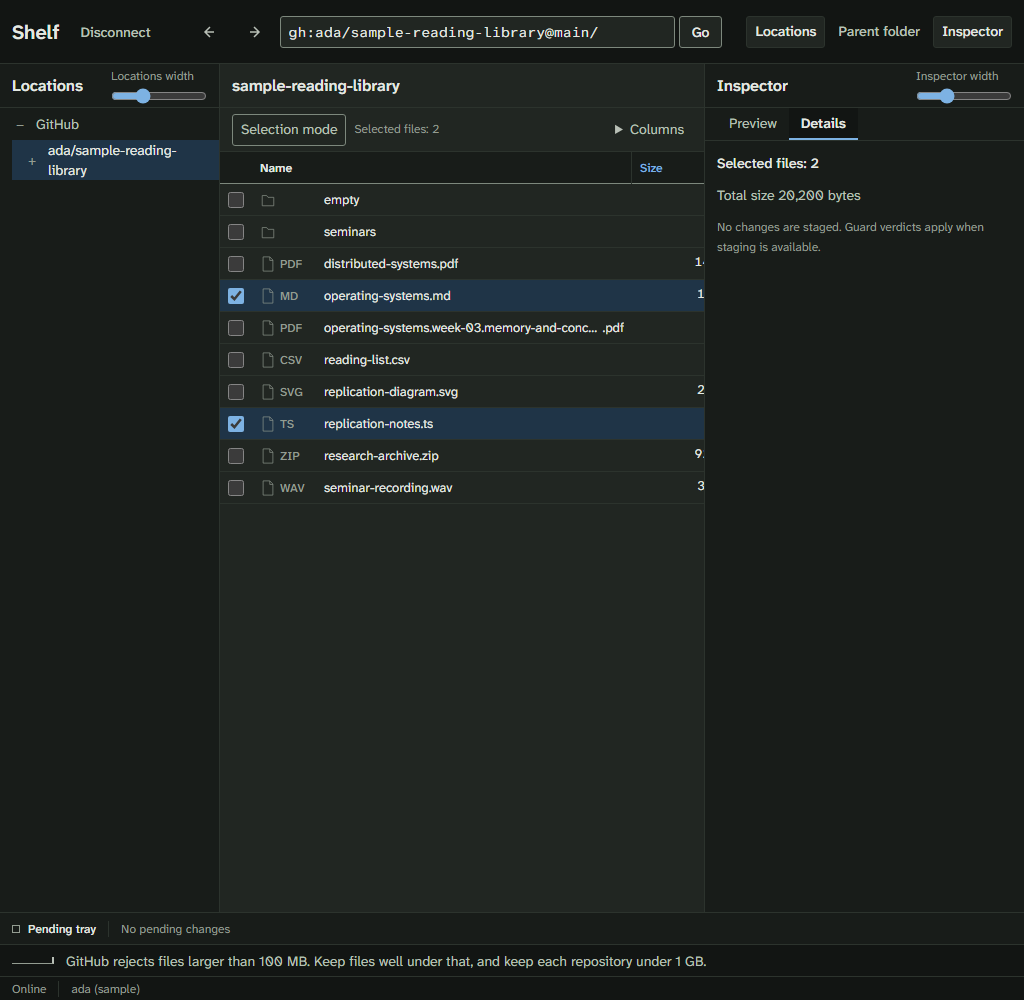 Shelf Disconnect ← → gh:ada/sample-reading-library@main/ Go Locations Parent folder Inspector
Locations Locations width
– GitHub
+ ada/sample-reading-
library
sample-reading-library
Selection mode Selected files: 2 ▶ Columns
Name Size
empty
seminars
PDF distributed-systems.pdf
MD operating-systems.md 1
PDF operating-systems.week-03.memory-and-conc... .pdf
CSV reading-list.csv
SVG replication-diagram.svg 2
TS replication-notes.ts
ZIP research-archive.zip 9.
WAV seminar-recording.wav 3
Inspector Inspector width
Preview Details
Selected files: 2
Total size 20,200 bytes
No changes are staged. Guard verdicts apply when
staging is available.
Pending tray No pending changes
GitHub rejects files larger than 100 MB. Keep files well under that, and keep each repository under 1 GB.
Online ada (sample)